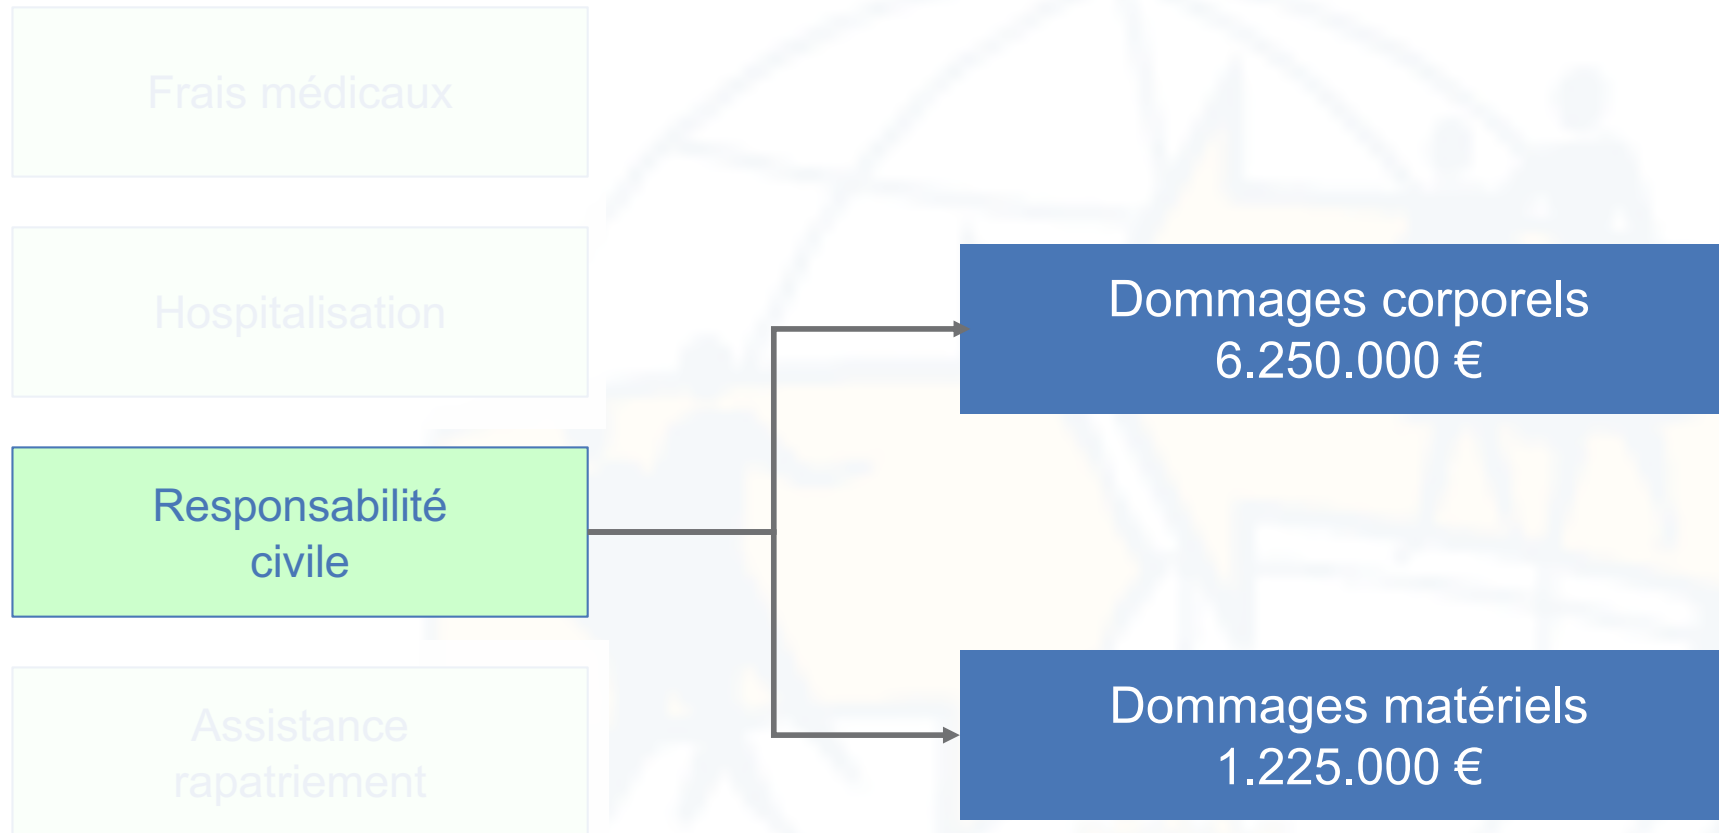 Frais médicaux
Hospitalisation
Responsabilité
civile
Assistance
rapatriement
Dommages corporels
6.250.000 €
Dommages matériels
1.225.000 €